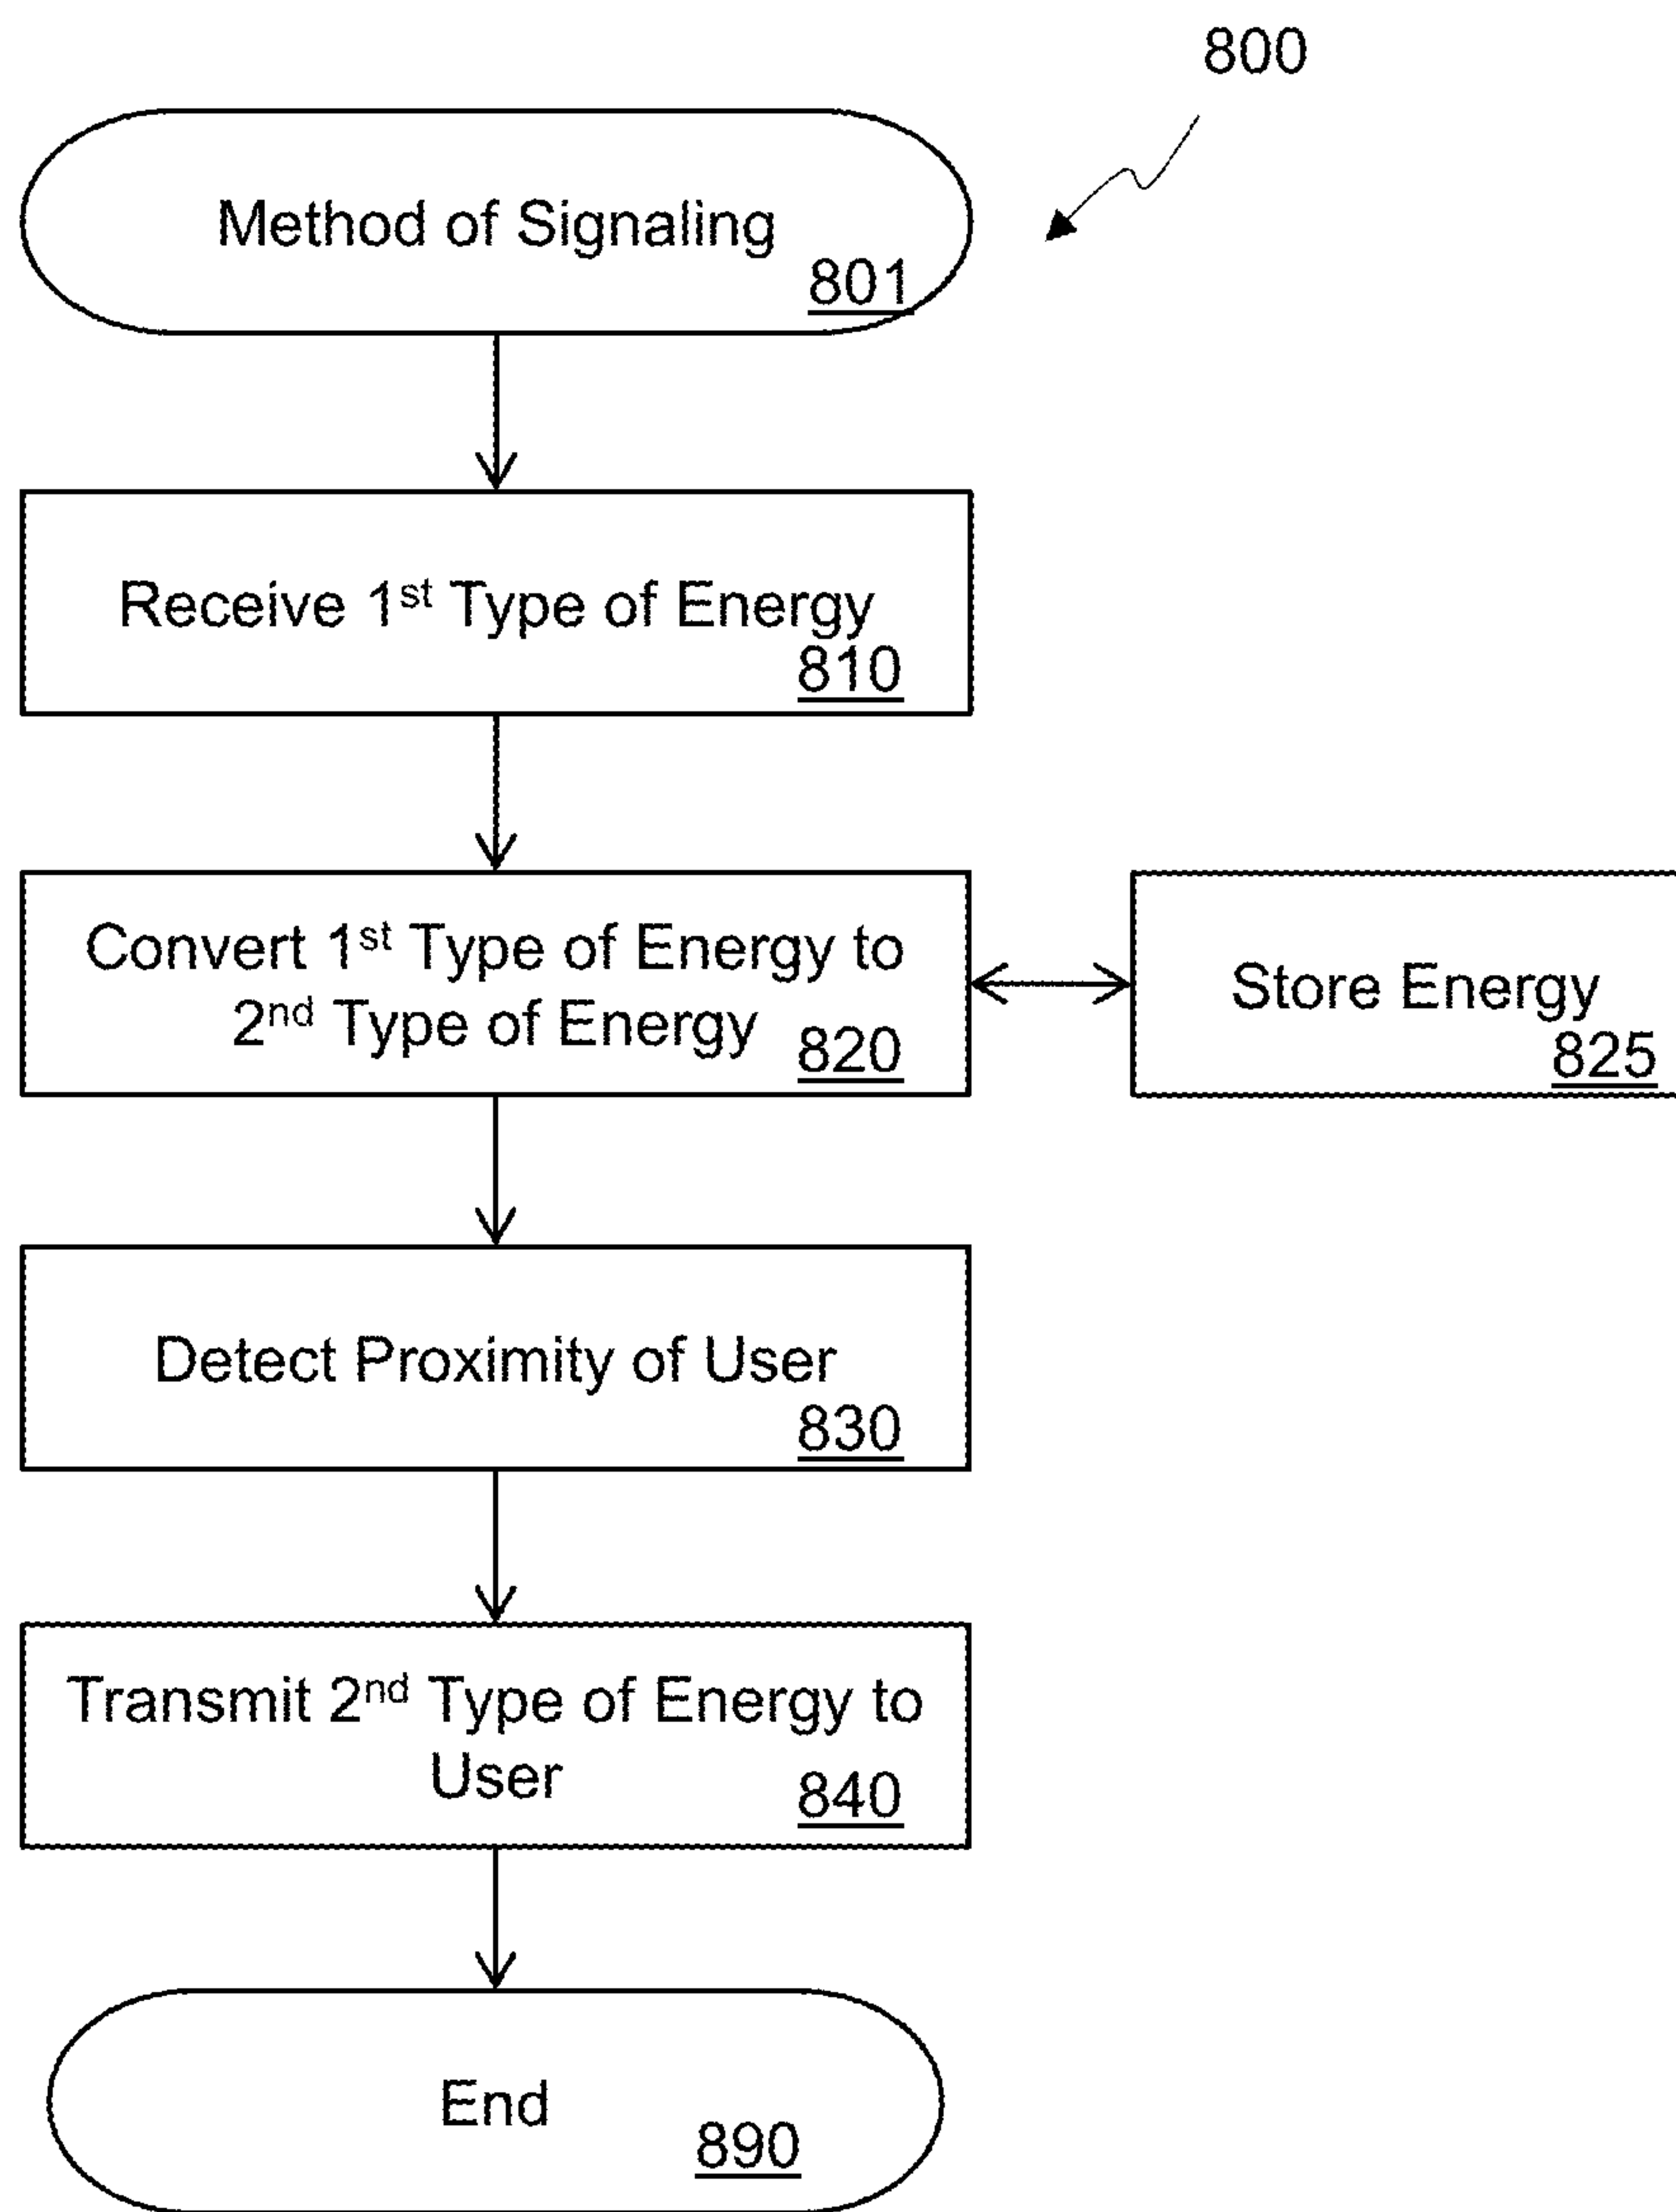 800
Method of Signaling
801
Receive 1st Type of Energy
810
Convert 1st Type of Energy to
2nd Type of Energy
820
Store Energy
825
Detect Proximity of User
830
Transmit 2nd Type of Energy to
User
840
End
890